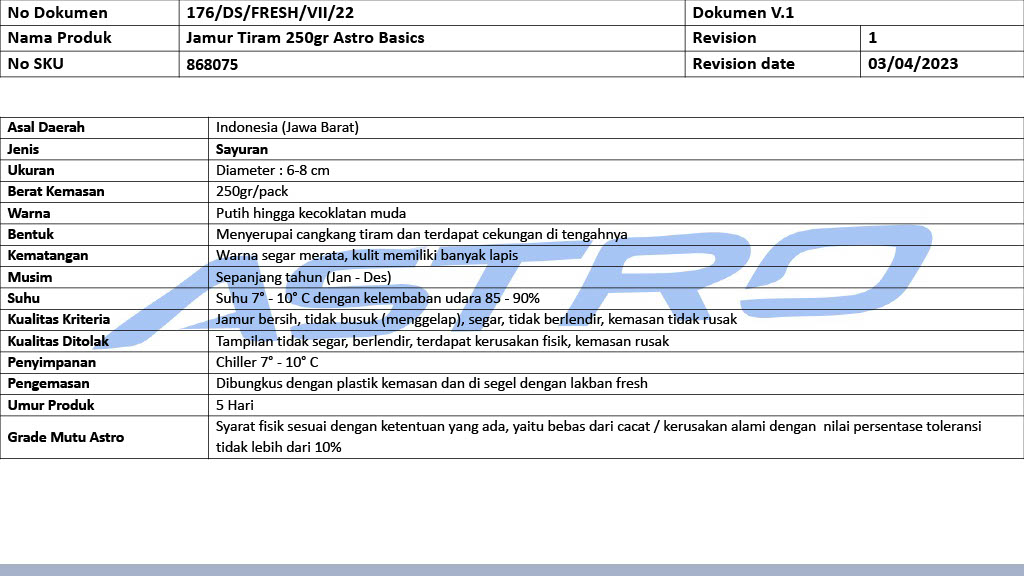 No Dokumen 176/DS/FRESH/VII/22 Dokumen V.1
Nama Produk Jamur Tiram 250gr Astro Basics Revision 1
No SKU 868075 Revision date 03/04/2023
Asal Daerah Indonesia (Jawa Barat)
Jenis Sayuran
Ukuran Diameter : 6-8 cm
Berat Kemasan 250gr/pack
Warna Putih hingga kecoklatan muda
Bentuk Menyerupai cangkang tiram dan terdapat cekungan di tengahnya
Kematangan Warna segar merata, kulit memiliki banyak lapis
Musim Sepanjang tahun (Jan - Des)
Suhu Suhu 7° - 10° C dengan kelembaban udara 85 - 90%
Kualitas Kriteria Jamur bersih, tidak busuk (menggelap), segar, tidak berlendir, kemasan tidak rusak
Kualitas Ditolak Tampilan tidak segar, berlendir, terdapat kerusakan fisik, kemasan rusak
Penyimpanan Chiller 7° - 10° C
Pengemasan Dibungkus dengan plastik kemasan dan di segel dengan lakban fresh
Umur Produk 5 Hari
Grade Mutu Astro Syarat fisik sesuai dengan ketentuan yang ada, yaitu bebas dari cacat / kerusakan alami dengan nilai persentase toleransi
tidak lebih dari 10%
ASTRO